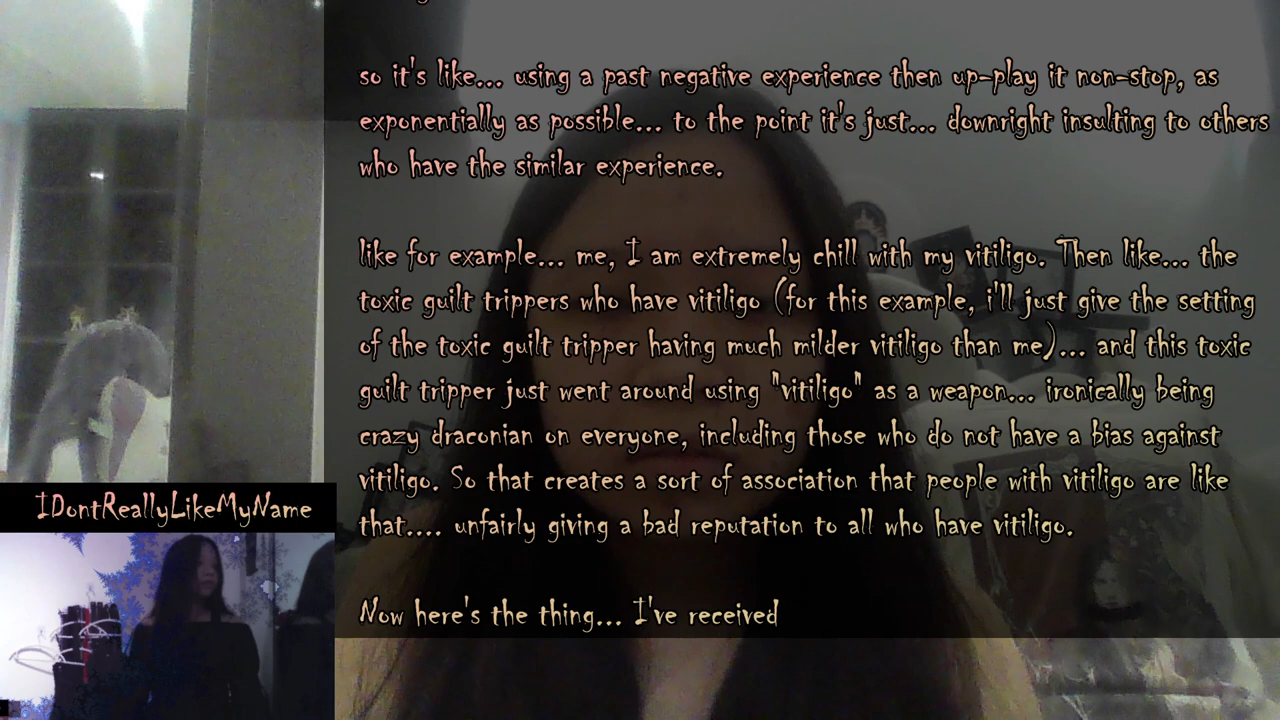 so it's like... using a past negative experience then up-play it non-stop, as
exponentially as possible... to the point it's just... downright insulting to others
who have the similar experience.
like for example... me, I am extremely chill with my vitiligo. Then like... the
toxic guilt trippers who have vitiligo (for this example, i'll just give the setting
of the toxic guilt tripper having much milder vitiligo than me)... and this toxic
guilt tripper just went around using "vitiligo" as a weapon... ironically being
crazy draconian on everyone, including those who do not have a bias against
vitiligo. So that creates a sort of association that people with vitiligo are like
that.... unfairly giving a bad reputation to all who have vitiligo.
Now here's the thing... I've received
IDontReallyLikeMyName